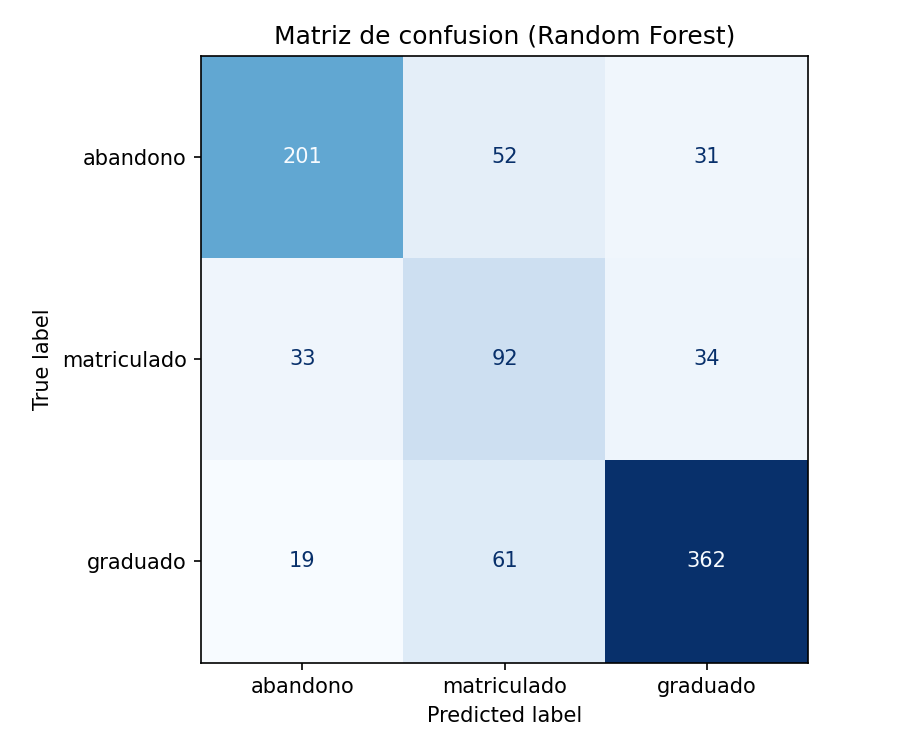 Matriz de confusion (Random Forest)
True label
abandono 201 52 31
matriculado 33 92 34
graduado 19 61 362
abandono matriculado graduado
Predicted label